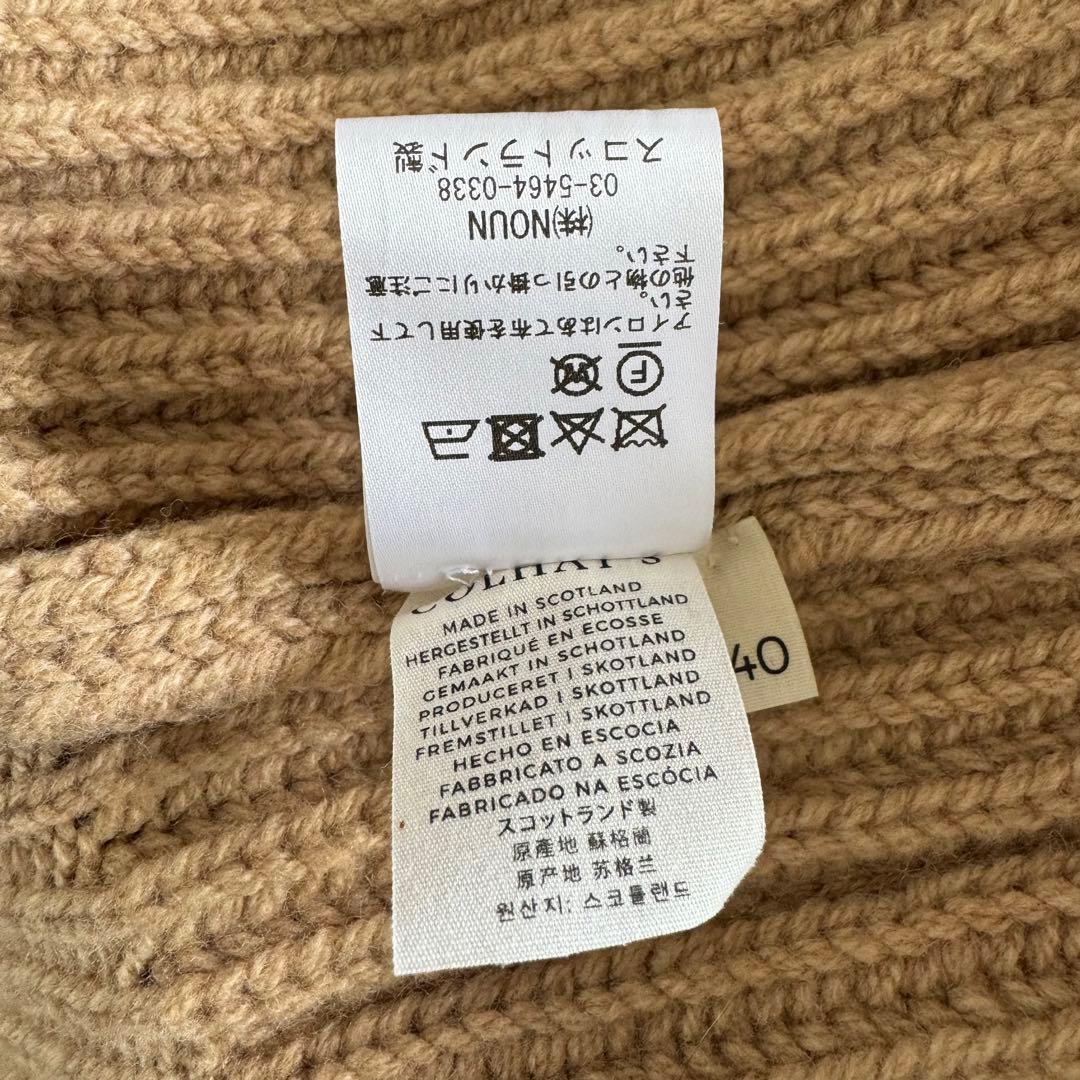 アイロンはあて布を使用して下
さい。
他の物との引っ掛かりにご注意
下さい。
㈱NOUN
03-5464-0338
スコットランド製
COLHAY's
MADE IN SCOTLAND
HERGESTELLT IN SCHOTTLAND
FABRIQUÉ EN ECOSSE
GEMAAKT IN SCHOTLAND
PRODUCERET I SKOTLAND
TILLVERKAD I SKOTTLAND
FREMSTILLET I SKOTTLAND
HECHO EN ESCOCIA
FABBRICATO A SCOZIA
FABRICADO NA ESCÓCIA
スコットランド製
原產地 蘇格蘭
原产地 苏格兰
원산지: 스코틀랜드
40
F
W